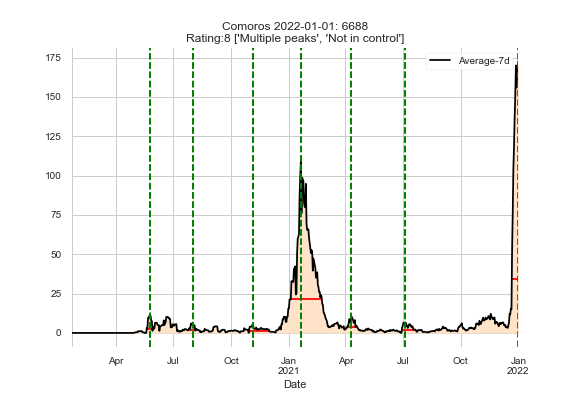 Comoros 2022-01-01: 6688
Rating:8 ['Multiple peaks', 'Not in control']
Average-7d
175
150
125
100
75
50
25
0
Apr Jul Oct Jan Apr Jul Oct Jan
2021 2022
Date